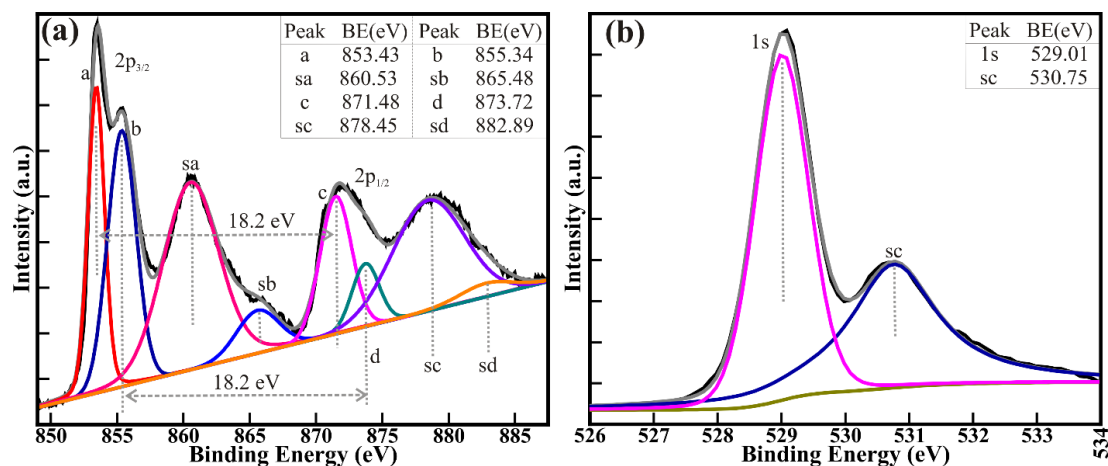 (a)
Peak BE(eV) Peak BE(eV)
a 853.43 b 855.34
sa 860.53 sb 865.48
c 871.48 d 873.72
sc 878.45 sd 882.89
a
2p3/2
b
sa
c
2p1/2
18.2 eV
sb
d
sc
sd
18.2 eV
Intensity (a.u.)
850 855 860 865 870 875 880 885
Binding Energy (eV)
(b)
Peak BE(eV)
1s 529.01
sc 530.75
1s
sc
Intensity (a.u.)
526 527 528 529 530 531 532 533 534
Binding Energy (eV)